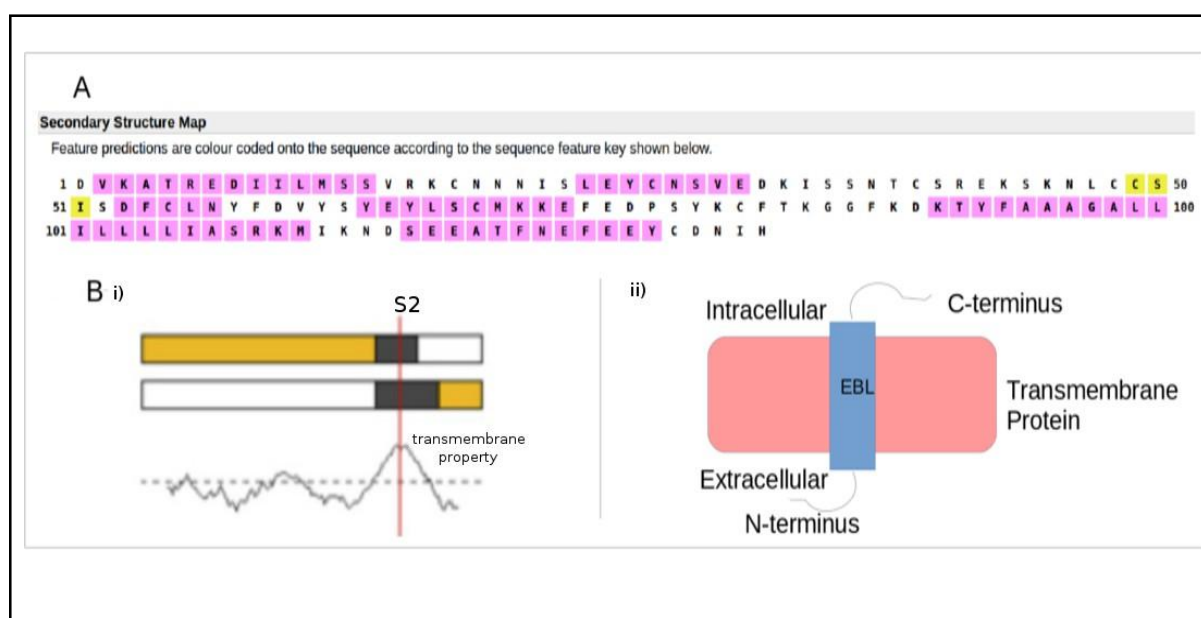 A
Secondary Structure Map
Feature predictions are colour coded onto the sequence according to the sequence feature key shown below.
1 D V K A T R E D I I L M S S V R K C N N N I S L E Y C N S V E D K I S S N T C S R E K S K N L C C S 50
51 I S D F C L N Y F D V Y S Y E Y L S C M K K E F E D P S Y K C F T K G G F K D K T Y F A A A G A L L 100
101 I L L L L I A S R K M I K N D S E E A T F N E F E E Y C D N I H
B i)
S2
transmembrane
property
ii)
Intracellular
C-terminus
EBL
Transmembrane
Protein
Extracellular
N-terminus